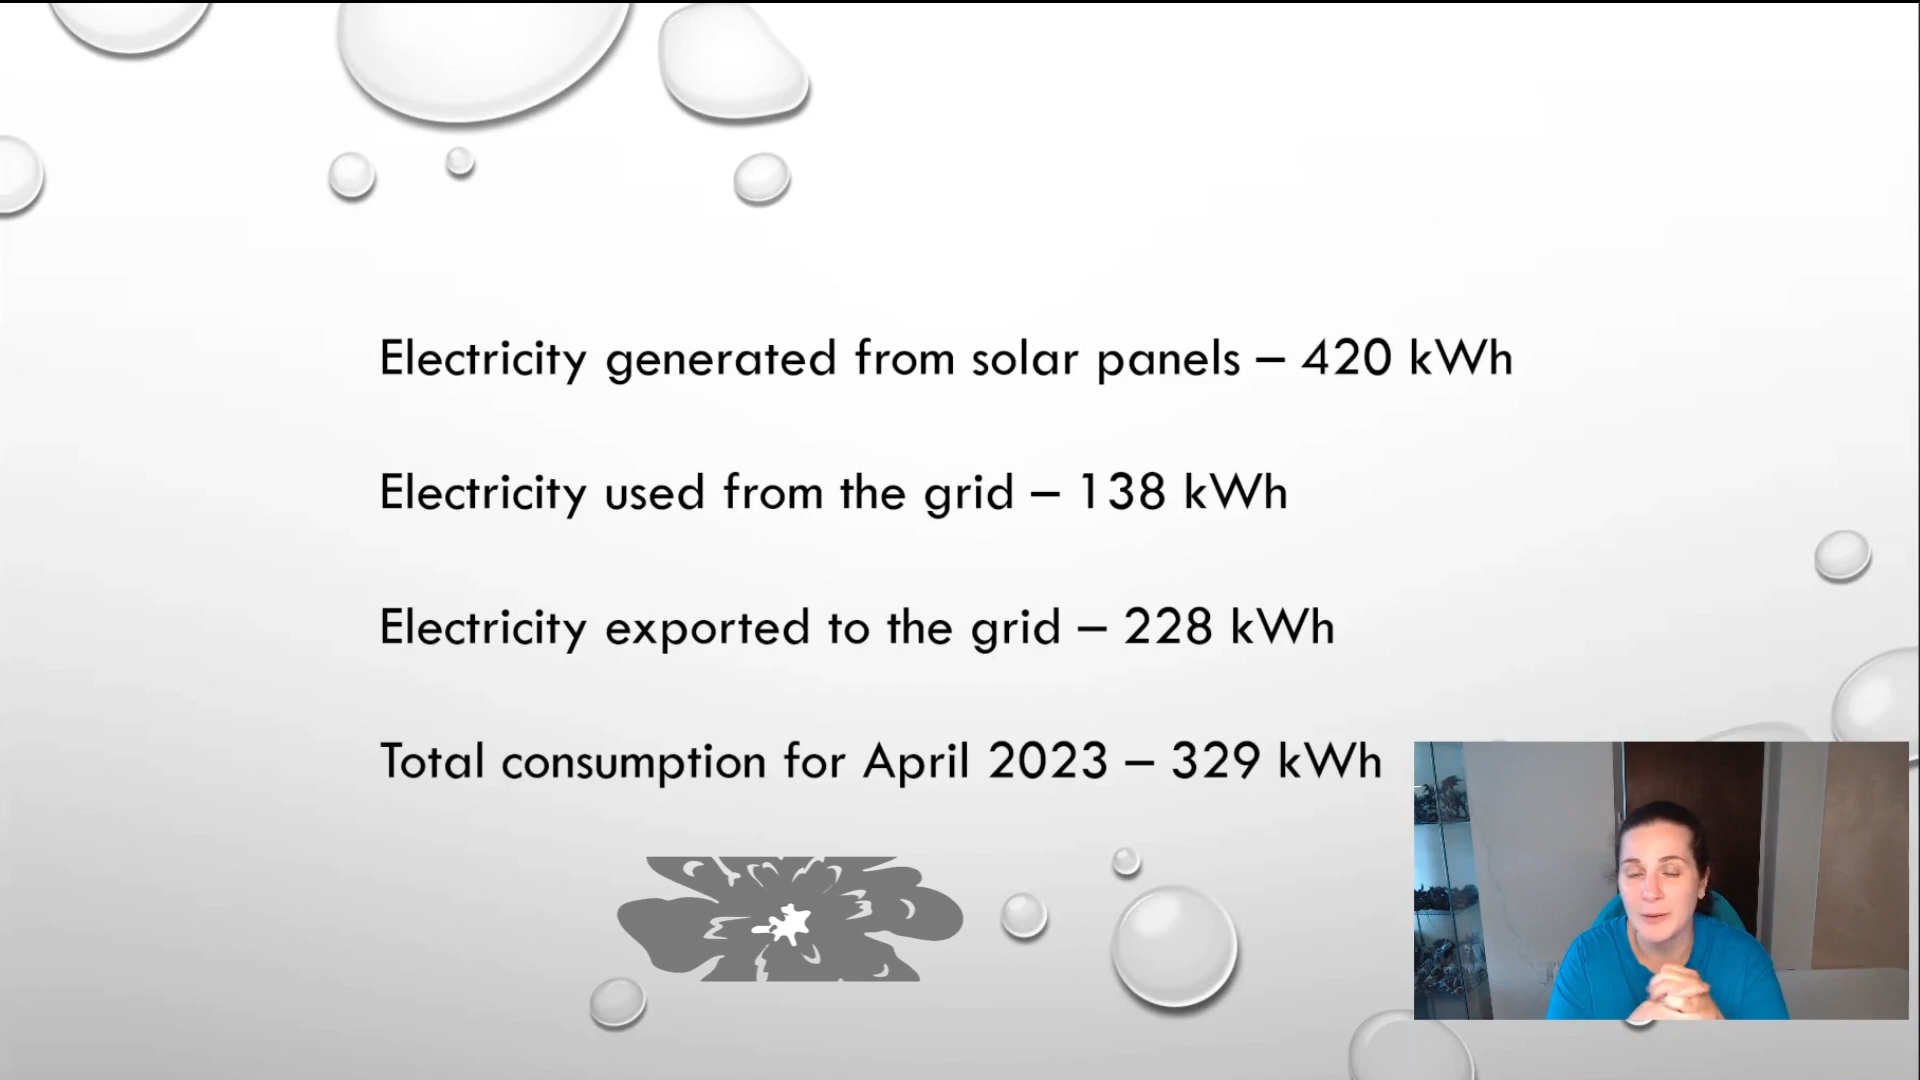 Electricity generated from solar panels – 420 kWh
Electricity used from the grid – 138 kWh
Electricity exported to the grid – 228 kWh
Total consumption for April 2023 – 329 kWh